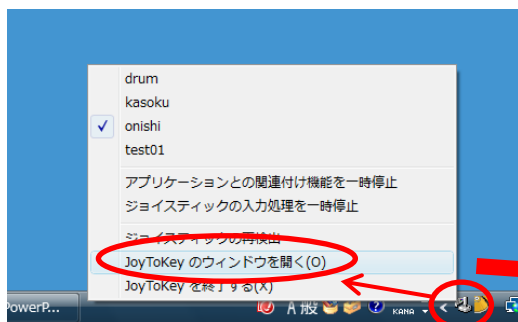 drum
kasoku
onishi
test01
アプリケーションとの関連付け機能を一時停止
ジョイスティックの入力処理を一時停止
ジョイスティックの再検出
JoyToKey のウィンドウを開く(O)
JoyToKey を終了する(X)
PowerP...
A 般
KANA